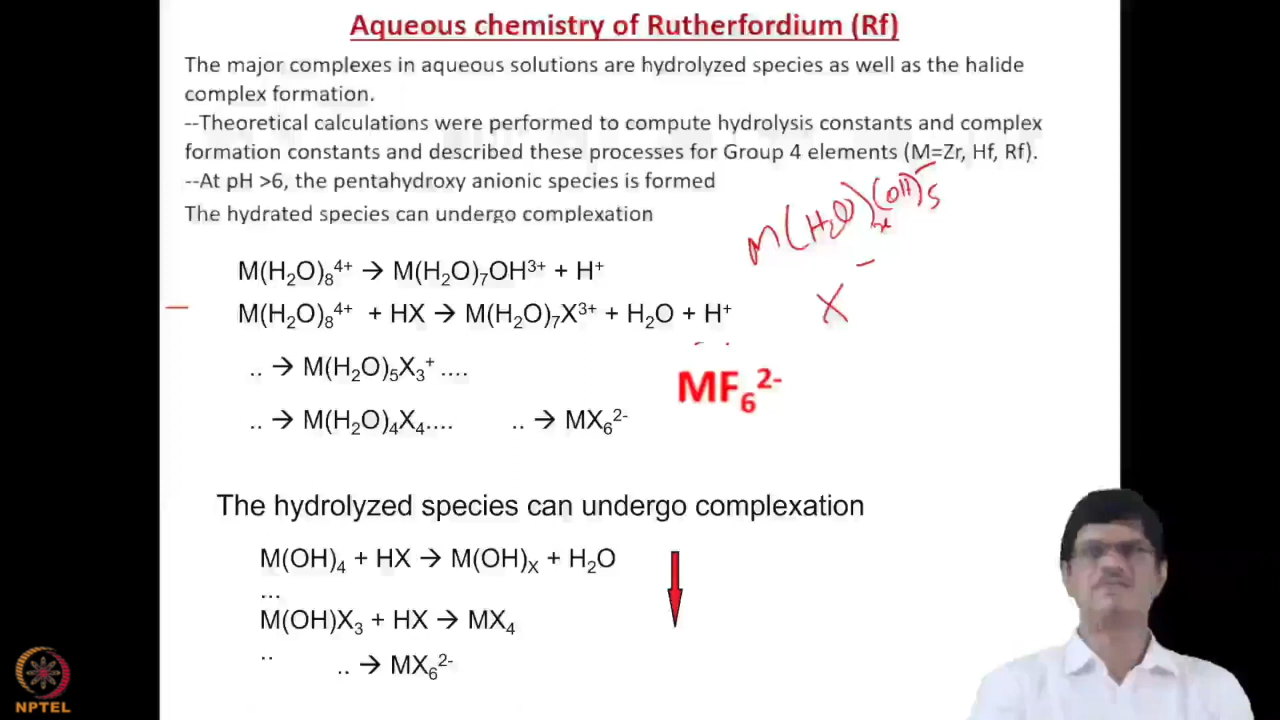 Aqueous chemistry of Rutherfordium (Rf)
The major complexes in aqueous solutions are hydrolyzed species as well as the halide
complex formation.
--Theoretical calculations were performed to compute hydrolysis constants and complex
formation constants and described these processes for Group 4 elements (M=Zr, Hf, Rf).
--At pH >6, the pentahydroxy anionic species is formed
The hydrated species can undergo complexation
M(H₂O)ₓ(OH)₅⁻
M(H₂O)₈⁴⁺ → M(H₂O)₇OH³⁺ + H⁺
X⁻
M(H₂O)₈⁴⁺ + HX → M(H₂O)₇X³⁺ + H₂O + H⁺
.. → M(H₂O)₅X₃⁺ ....
MF₆²⁻
.. → M(H₂O)₄X₄.... .. → MX₆²⁻
The hydrolyzed species can undergo complexation
M(OH)₄ + HX → M(OH)ₓ + H₂O
...
M(OH)X₃ + HX → MX₄
..
.. → MX₆²⁻
NPTEL